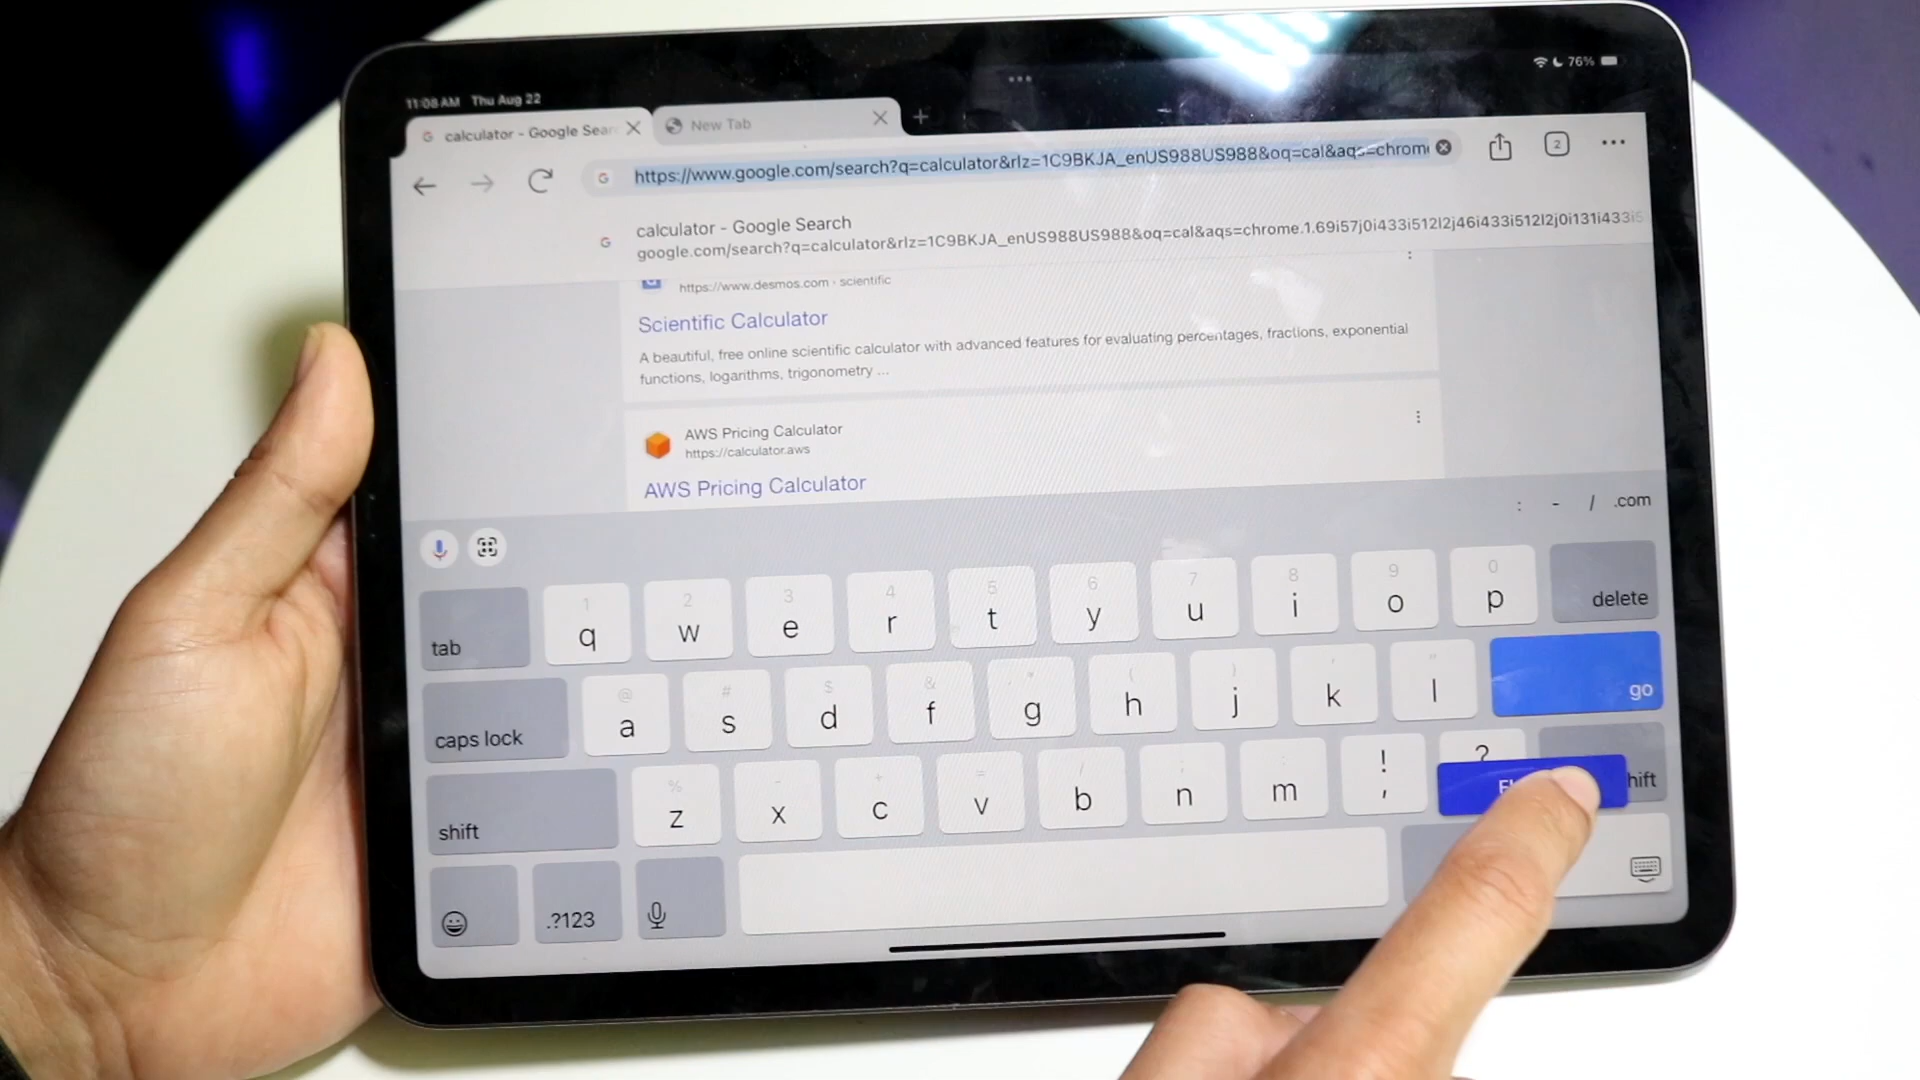 11:08 AM Thu Aug 22
76%
calculator - Google Sear
New Tab
https://www.google.com/search?q=calculator&rlz=1C9BKJA_enUS988US988&oq=cal&aqs=chrom
2
calculator - Google Search
google.com/search?q=calculator&rlz=1C9BKJA_enUS988US988&oq=cal&aqs=chrome.1.69i57j0i433i512l2j46i433i512l2j0i131i433i5
https://www.desmos.com › scientific
Scientific Calculator
A beautiful, free online scientific calculator with advanced features for evaluating percentages, fractions, exponential
functions, logarithms, trigonometry ...
AWS Pricing Calculator
https://calculator.aws
AWS Pricing Calculator
: - / .com
1 2 3 4 5 6 7 8 9 0
tab q w e r t y u i o p delete
@ # $ & * ( ) ' "
caps lock a s d f g h j k l go
% - + = / ; : ! ?
shift z x c v b n m , hift
.?123